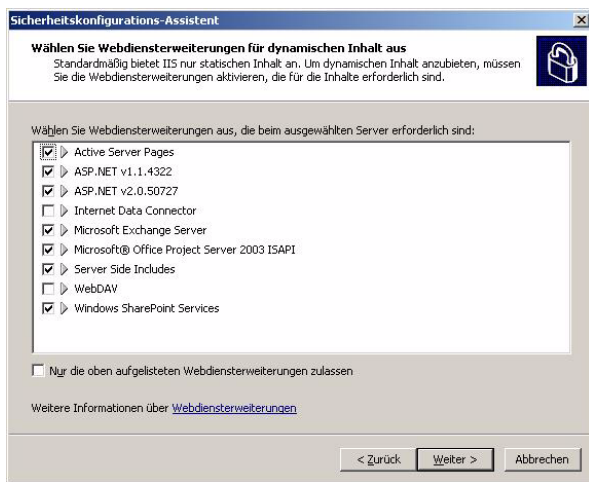 Sicherheitskonfigurations-Assistent
Wählen Sie Webdiensterweiterungen für dynamischen Inhalt aus
Standardmäßig bietet IIS nur statischen Inhalt an. Um dynamischen Inhalt anzubieten, müssen
Sie die Webdiensterweiterungen aktivieren, die für die Inhalte erforderlich sind.
Wählen Sie Webdiensterweiterungen aus, die beim ausgewählten Server erforderlich sind:
Active Server Pages
ASP.NET v1.1.4322
ASP.NET v2.0.50727
Internet Data Connector
Microsoft Exchange Server
Microsoft® Office Project Server 2003 ISAPI
Server Side Includes
WebDAV
Windows SharePoint Services
Nur die oben aufgelisteten Webdiensterweiterungen zulassen
Weitere Informationen über Webdiensterweiterungen
< Zurück Weiter > Abbrechen